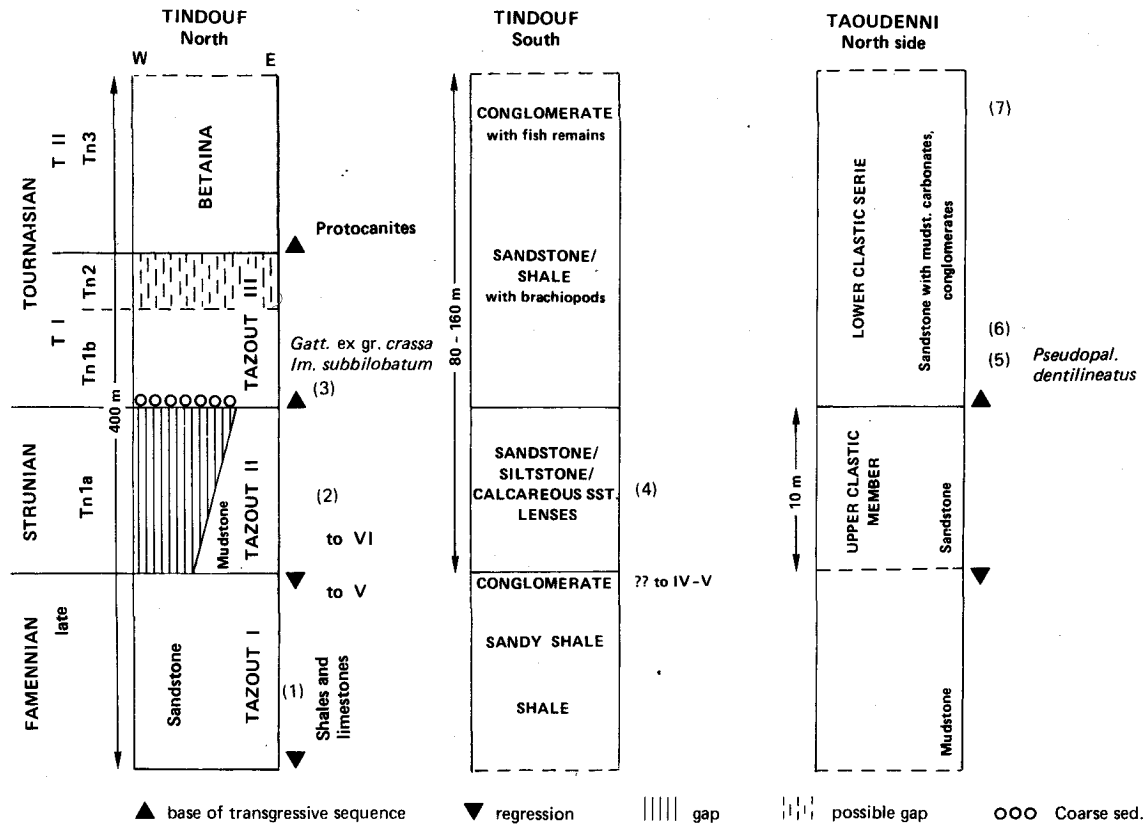 TINDOUF
North
W
E
TINDOUF
South
TAOUDENNI
North side
TOURNAISIAN
T II
Tn3
T I
Tn2
Tn1b
STRUNIAN
Tn1a
FAMENNIAN
late
400 m
BETAINA
TAZOUT III
Mudstone
TAZOUT II
Sandstone
TAZOUT I
Protocanites
Gatt. ex gr. crassa
Im. subbilobatum
(3)
(2)
to VI
to V
(1)
Shales and
limestones
80-160 m
CONGLOMERATE
with fish remains
SANDSTONE/
SHALE
with brachiopods
SANDSTONE/
SILTSTONE/
CALCAREOUS SST.
LENSES
(4)
CONGLOMERATE
?? to IV-V
SANDY SHALE
SHALE
10 m
LOWER CLASTIC SERIE
Sandstone with mudst. carbonates,
conglomerates
(7)
(6)
(5)
Pseudopal.
dentilineatus
UPPER CLASTIC
MEMBER
Sandstone
Mudstone
base of transgressive sequence
regression
gap
possible gap
Coarse sed.